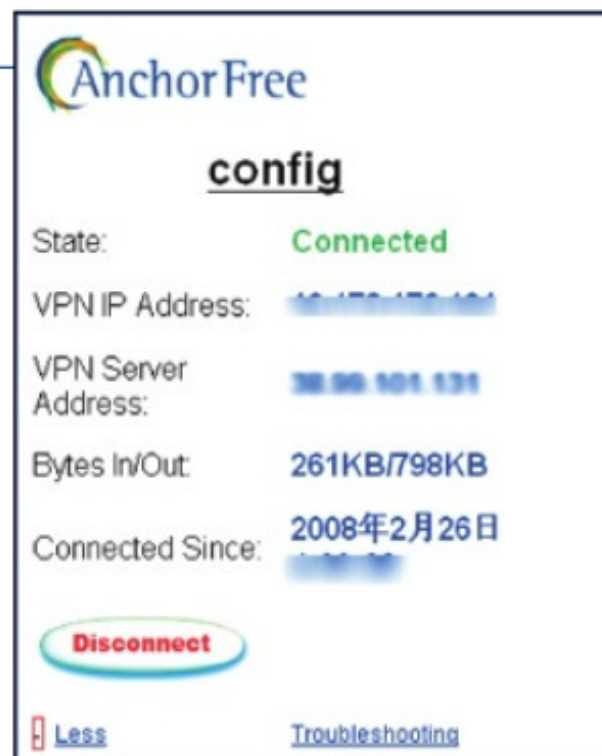 AnchorFree
config
State: Connected
VPN IP Address:
VPN Server
Address:
Bytes In/Out: 261KB/798KB
2008年2月26日
Connected Since:
Disconnect
Less Troubleshooting